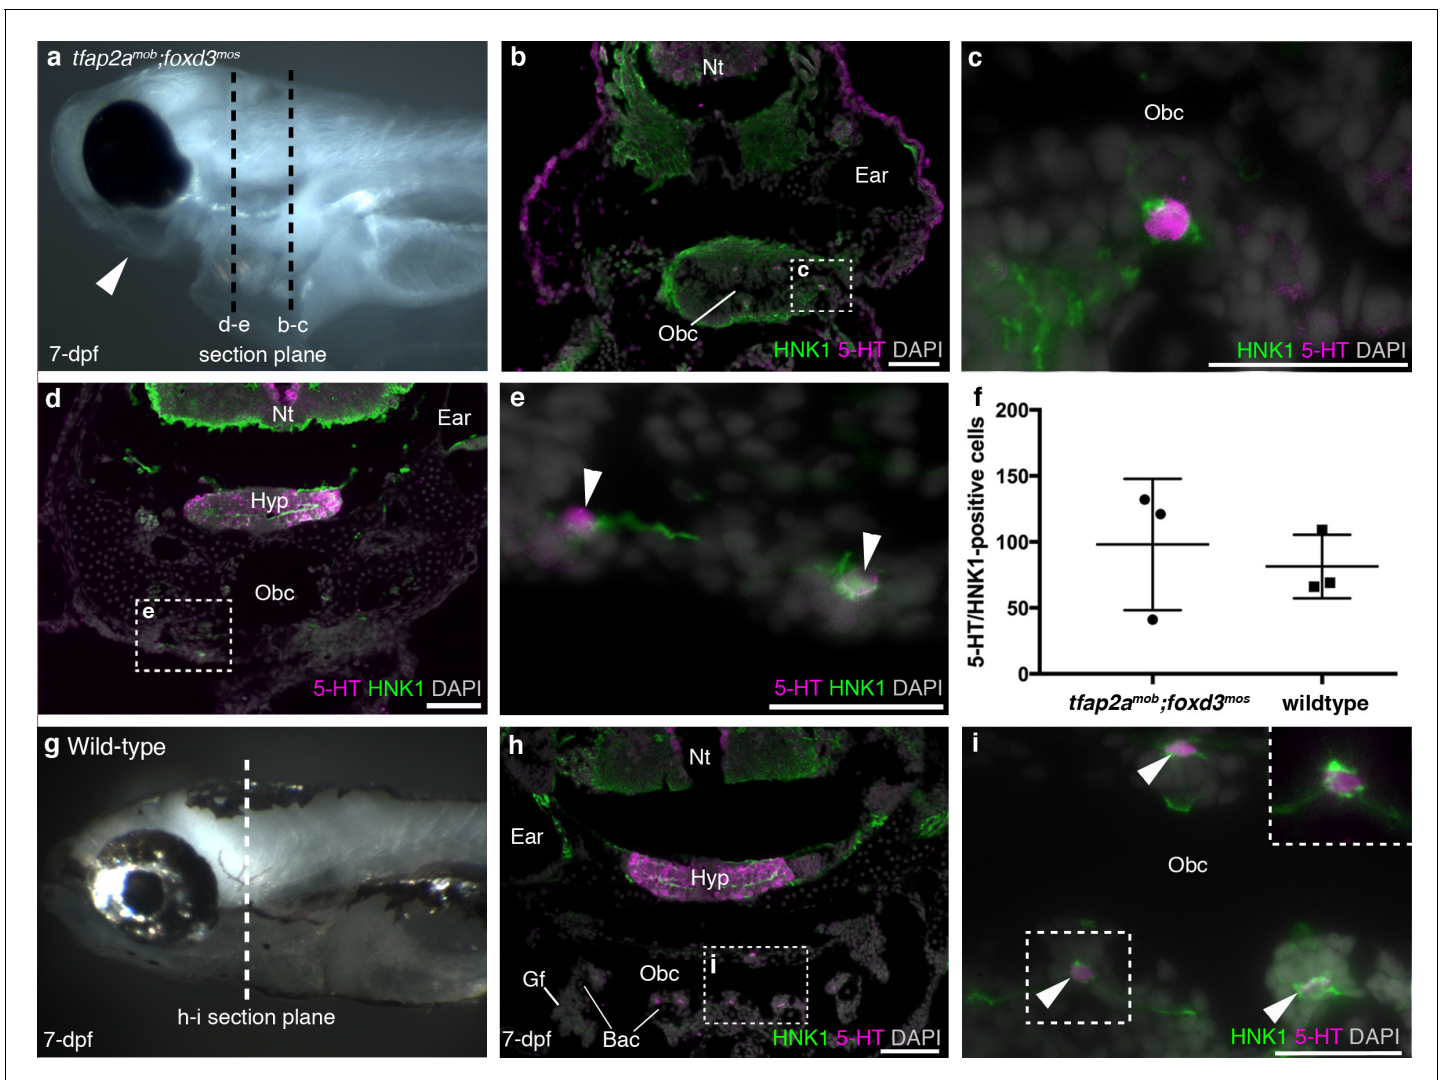 a tfap2a^mob;foxd3^mos
d-e b-c
section plane
7-dpf
b
Nt
Ear
c
Obc
HNK1 5-HT DAPI
c
Obc
HNK1 5-HT DAPI
d
Nt
Ear
Hyp
Obc
e
5-HT HNK1 DAPI
e
5-HT HNK1 DAPI
f
5-HT/HNK1-positive cells
200
150
100
50
0
tfap2a^mob;foxd3^mos wildtype
g Wild-type
h-i section plane
7-dpf
h
Nt
Ear
Hyp
Gf
Obc
i
Bac
7-dpf
HNK1 5-HT DAPI
i
Obc
HNK1 5-HT DAPI